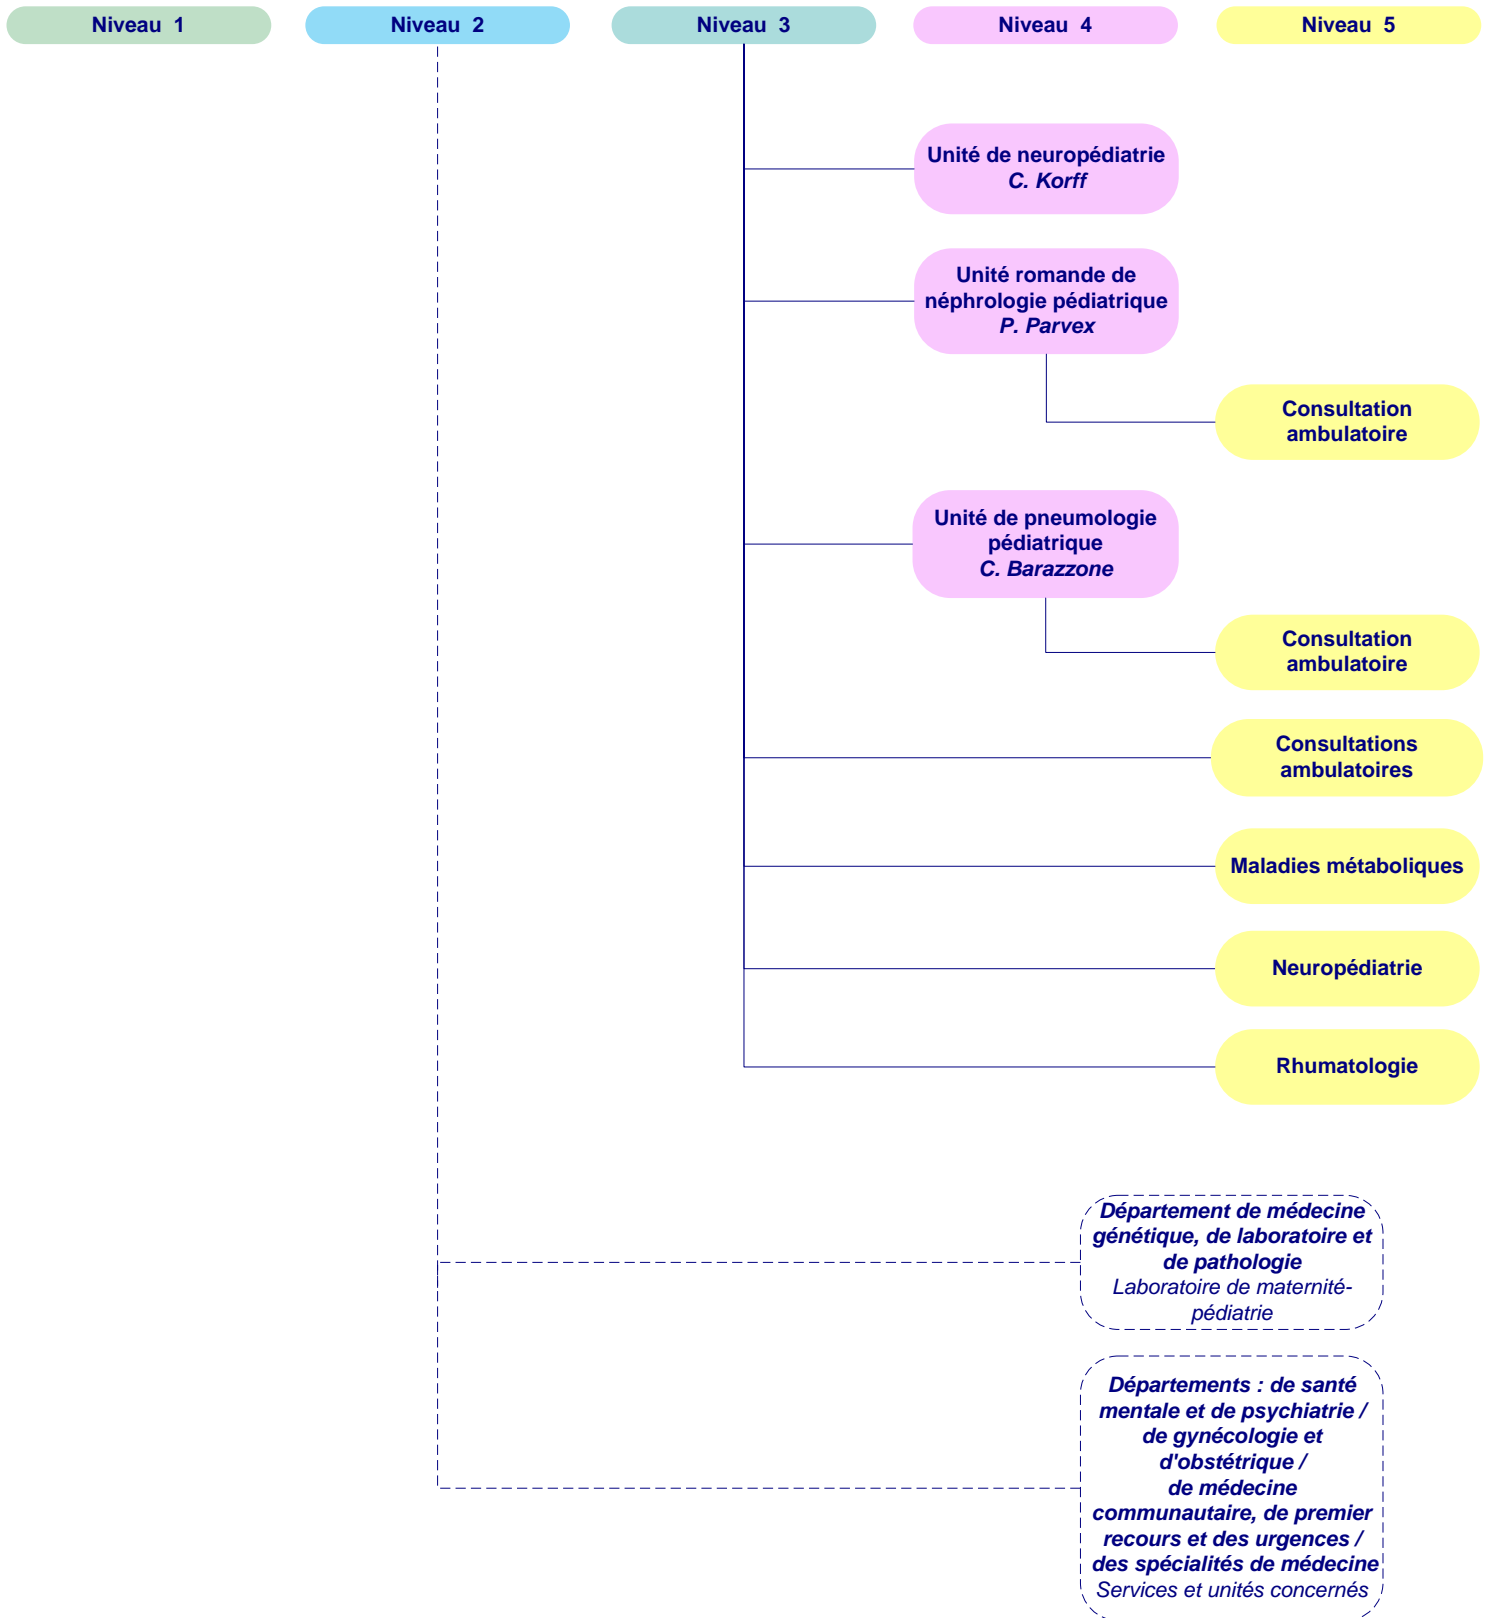 Niveau 1
Niveau 2
Niveau 3
Niveau 4
Niveau 5
Unité de neuropédiatrie
C. Korff
Unité romande de
néphrologie pédiatrique
P. Parvex
Consultation
ambulatoire
Unité de pneumologie
pédiatrique
C. Barazzone
Consultation
ambulatoire
Consultations
ambulatoires
Maladies métaboliques
Neuropédiatrie
Rhumatologie
Département de médecine
génétique, de laboratoire et
de pathologie
Laboratoire de maternité-
pédiatrie
Départements : de santé
mentale et de psychiatrie /
de gynécologie et
d'obstétrique /
de médecine
communautaire, de premier
recours et des urgences /
des spécialités de médecine
Services et unités concernés